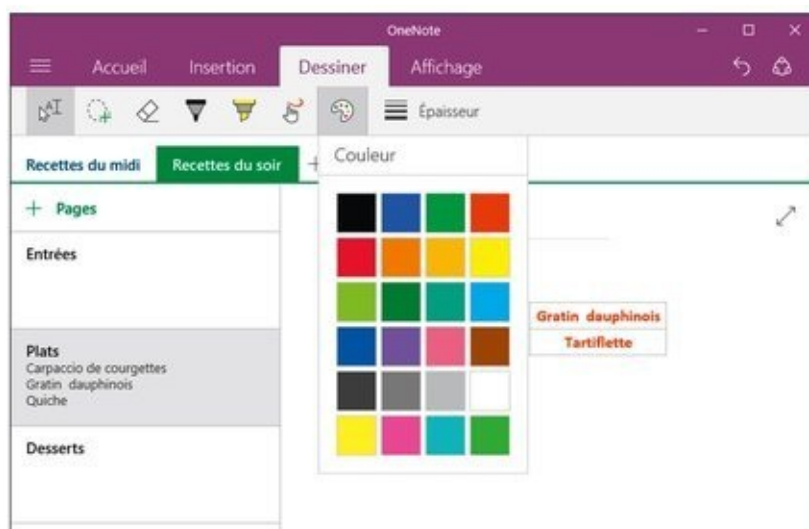 OneNote
Accueil Insertion Dessiner Affichage
Épaisseur
Recettes du midi Recettes du soir +
Couleur
+ Pages
Entrées
Gratin dauphinois
Tartiflette
Plats
Carpaccio de courgettes
Gratin dauphinois
Quiche
Desserts